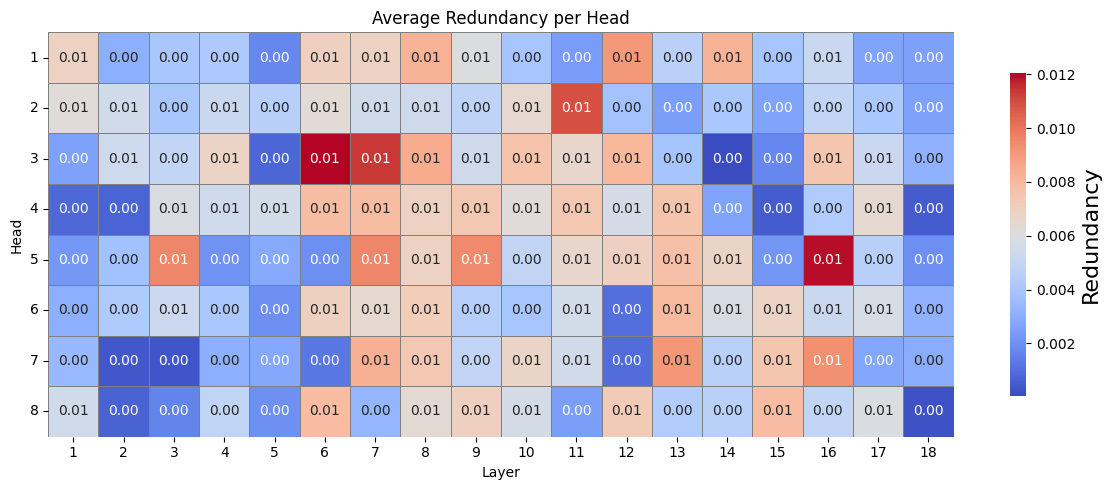 Average Redundancy per Head
1 0.01 0.00 0.00 0.00 0.00 0.01 0.01 0.01 0.01 0.00 0.00 0.01 0.00 0.01 0.00 0.01 0.00 0.00
2 0.01 0.01 0.00 0.01 0.00 0.01 0.01 0.01 0.00 0.01 0.01 0.00 0.00 0.00 0.00 0.00 0.00 0.00
3 0.00 0.01 0.00 0.01 0.00 0.01 0.01 0.01 0.01 0.01 0.01 0.01 0.00 0.00 0.00 0.01 0.01 0.00
4 0.00 0.00 0.01 0.01 0.01 0.01 0.01 0.01 0.01 0.01 0.01 0.01 0.01 0.00 0.00 0.00 0.01 0.00
5 0.00 0.00 0.01 0.00 0.00 0.00 0.01 0.01 0.01 0.00 0.01 0.01 0.01 0.01 0.00 0.01 0.00 0.00
6 0.00 0.00 0.01 0.00 0.00 0.01 0.01 0.01 0.00 0.00 0.01 0.00 0.01 0.01 0.01 0.01 0.01 0.00
7 0.00 0.00 0.00 0.00 0.00 0.00 0.01 0.01 0.00 0.01 0.01 0.00 0.01 0.00 0.01 0.01 0.00 0.00
8 0.01 0.00 0.00 0.00 0.00 0.01 0.00 0.01 0.01 0.01 0.00 0.01 0.00 0.00 0.01 0.00 0.01 0.00
Head
1 2 3 4 5 6 7 8 9 10 11 12 13 14 15 16 17 18
Layer
0.012
0.010
0.008
0.006
0.004
0.002
Redundancy